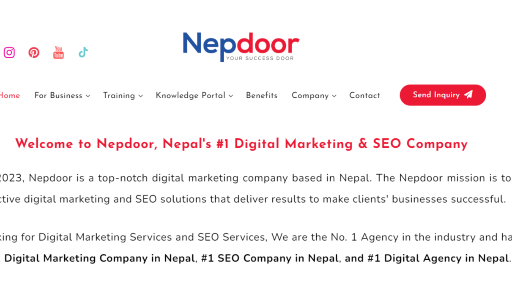 Nepdoor
YOUR SUCCESS DOOR
You Tube
Home For Business Training Knowledge Portal Benefits Company Contact Send Inquiry
Welcome to Nepdoor, Nepal's #1 Digital Marketing & SEO Company
2023, Nepdoor is a top-notch digital marketing company based in Nepal. The Nepdoor mission is to
ctive digital marketing and SEO solutions that deliver results to make clients' businesses successful.
king for Digital Marketing Services and SEO Services, We are the No. 1 Agency in the industry and ha
Digital Marketing Company in Nepal, #1 SEO Company in Nepal, and #1 Digital Agency in Nepal.